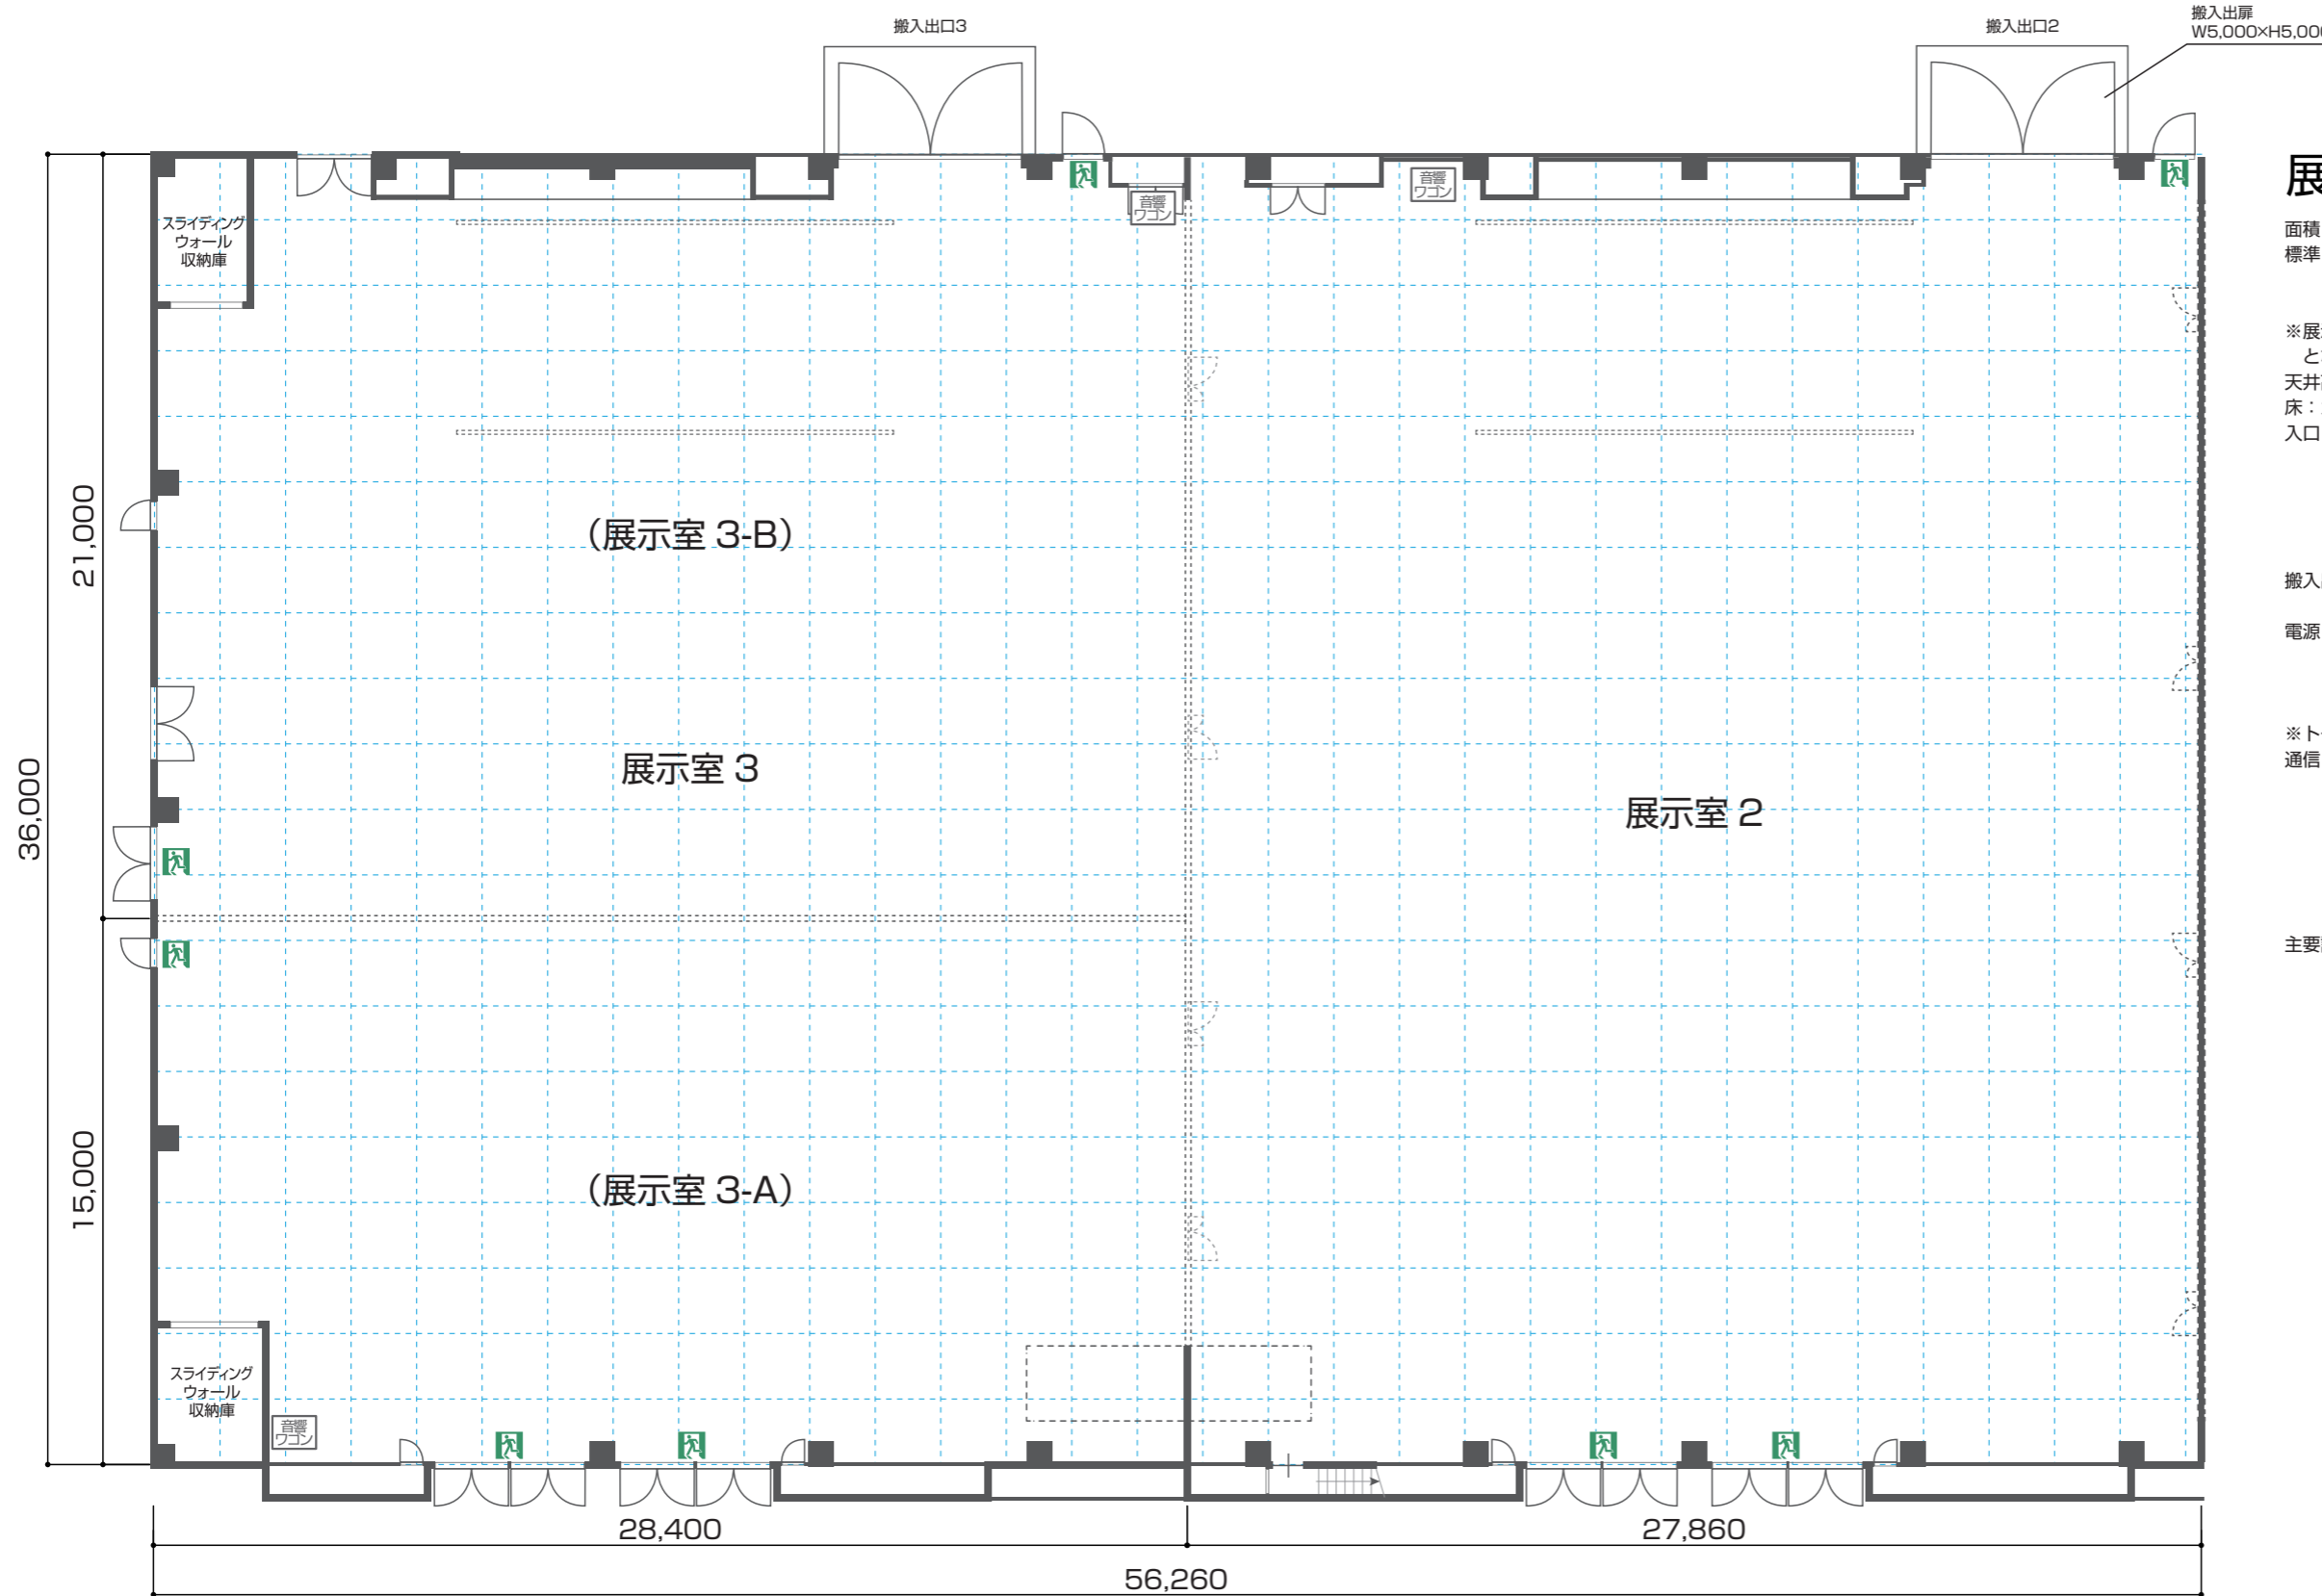 搬入出口3
搬入出口2
搬入出扉
W5,000×H5,00
展
面積
標準
※展
と
天井
床：
入口
搬入
電源
※ト
通信
主要
スライディング
ウォール
収納庫
音響
ワゴン
音響
ワゴン
21,000
36,000
15,000
（展示室 3-B）
展示室 3
展示室 2
（展示室 3-A）
スライディング
ウォール
収納庫
音響
ワゴン
28,400
27,860
56,260